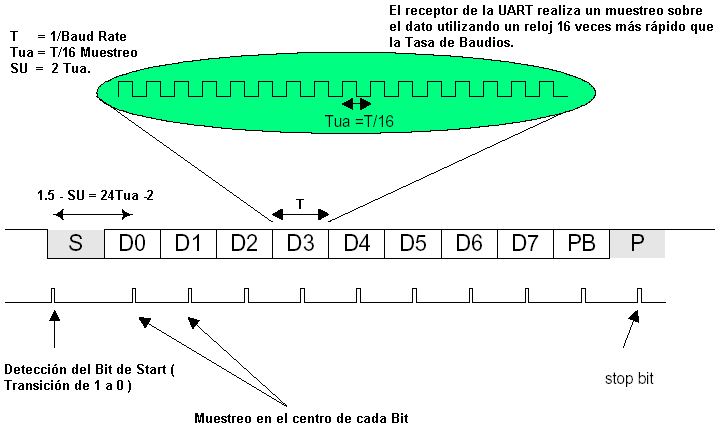 El receptor de la UART realiza un muestreo sobre
el dato utilizando un reloj 16 veces más rápido que
la Tasa de Baudios.
T = 1/Baud Rate
Tua = T/16 Muestreo
SU = 2 Tua.
Tua =T/16
1.5 - SU = 24Tua -2
T
S D0 D1 D2 D3 D4 D5 D6 D7 PB P
Detección del Bit de Start (
Transición de 1 a 0 )
stop bit
Muestreo en el centro de cada Bit